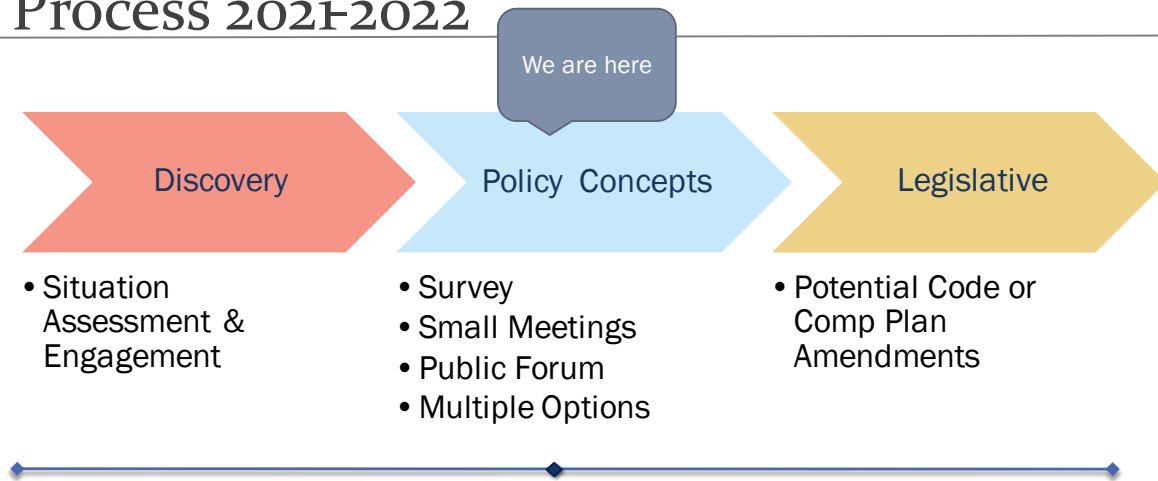 Process 2021-2022
We are here
Discovery
Policy Concepts
Legislative
• Situation
Assessment &
Engagement
• Survey
• Small Meetings
• Public Forum
• Multiple Options
• Potential Code or
Comp Plan
Amendments